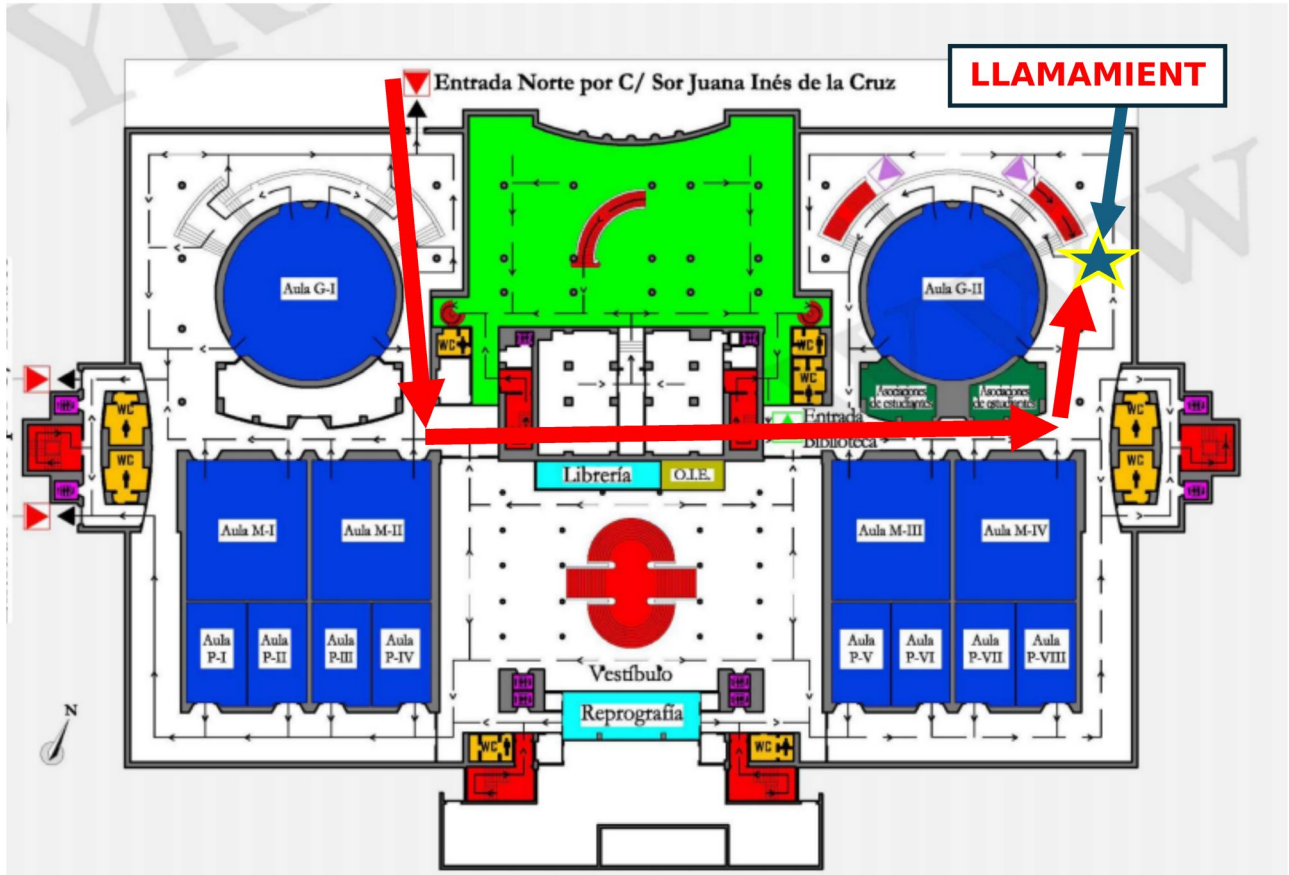 LLAMAMIENT
Entrada Norte por C/ Sor Juana Inés de la Cruz
Aula G-I
Aula G-II
WC
WC
WC
Asociaciones
de estudiantes
Asociaciones
de estudiantes
Entrada
Biblioteca
WC
WC
WC
WC
Librería
O.I.E.
Aula M-I
Aula M-II
Aula M-III
Aula M-IV
Aula
P-I
Aula
P-II
Aula
P-III
Aula
P-IV
Aula
P-V
Aula
P-VI
Aula
P-VII
Aula
P-VIII
Vestíbulo
Reprografía
N
WC
WC